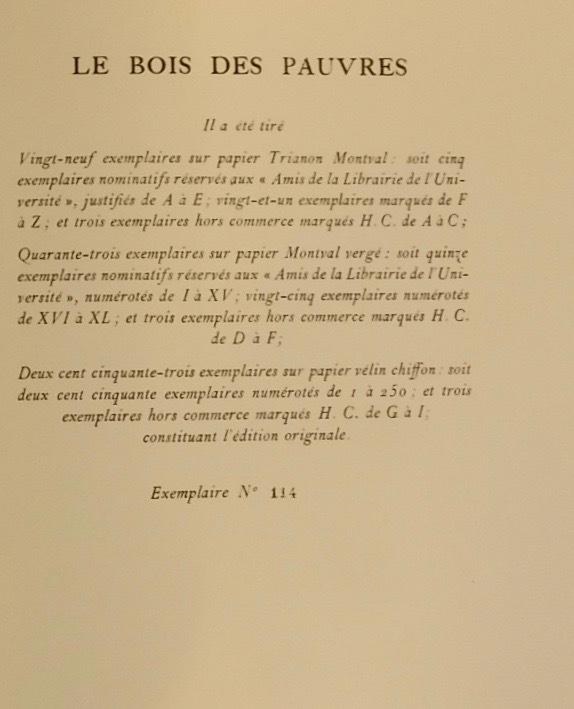 LE BOIS DES PAUVRES
Il a été tiré
Vingt-neuf exemplaires sur papier Trianon Montval : soit cinq
exemplaires nominatifs réservés aux « Amis de la Librairie de l'Uni-
versité », justifiés de A à E ; vingt-et-un exemplaires marqués de F
à Z ; et trois exemplaires hors commerce marqués H. C. de A à C ;
Quarante-trois exemplaires sur papier Montval vergé : soit quinze
exemplaires nominatifs réservés aux « Amis de la Librairie de l'Uni-
versité », numérotés de I à XV ; vingt-cinq exemplaires numérotés
de XVI à XL ; et trois exemplaires hors commerce marqués H. C.
de D à F ;
Deux cent cinquante-trois exemplaires sur papier vélin chiffon : soit
deux cent cinquante exemplaires numérotés de 1 à 250 ; et trois
exemplaires hors commerce marqués H. C. de G à I ;
constituant l'édition originale.
Exemplaire N° 114